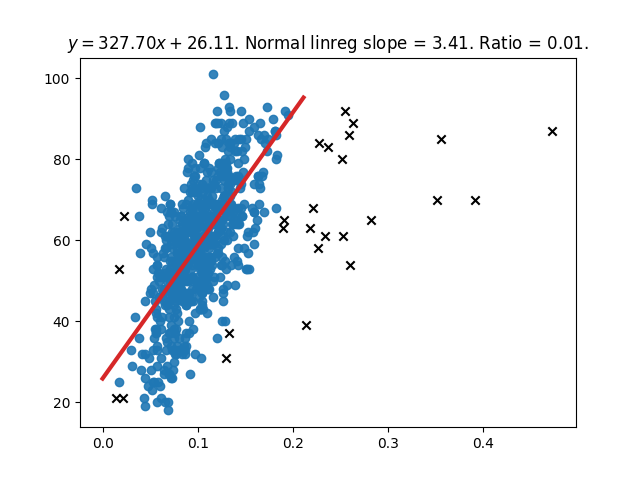 y = 327.70x + 26.11. Normal linreg slope = 3.41. Ratio = 0.01.
100
80
60
40
20
0.0 0.1 0.2 0.3 0.4